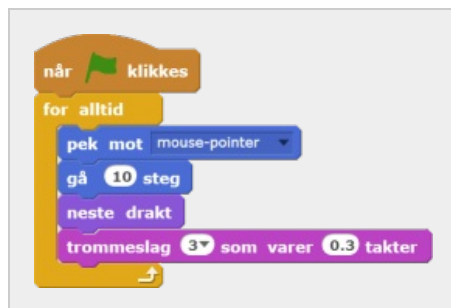 når klikkes
for alltid
pek mot mouse-pointer
gå 10 steg
neste drakt
trommeslag 3 som varer 0.3 takter